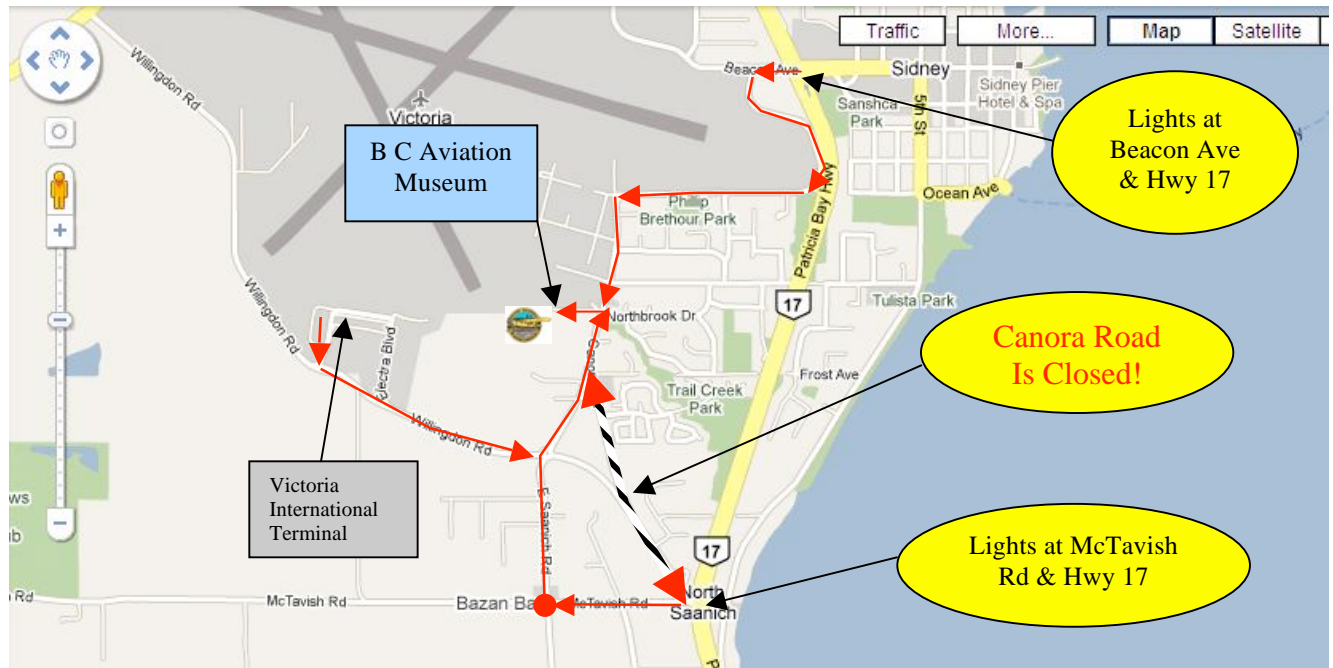 Traffic
More...
Map
Satellite
Willingdon Rd
Beacon Ave
Sidney
Sidney Pier
Hotel & Spa
Sanshca
Park
5th St
Victoria
B C Aviation
Museum
Lights at
Beacon Ave
& Hwy 17
Ocean Ave
Phillip
Brethour Park
Patricia Bay Hwy
17
Tulista Park
Northbrook Dr
Willingdon Rd
Electra Blvd
Canora Road
Is Closed!
Frost Ave
Trail Creek
Park
Willingdon Rd
Victoria
International
Terminal
E Saanich Rd
17
Lights at McTavish
Rd & Hwy 17
North
Saanich
Rd
McTavish Rd
Bazan
McTavish Rd